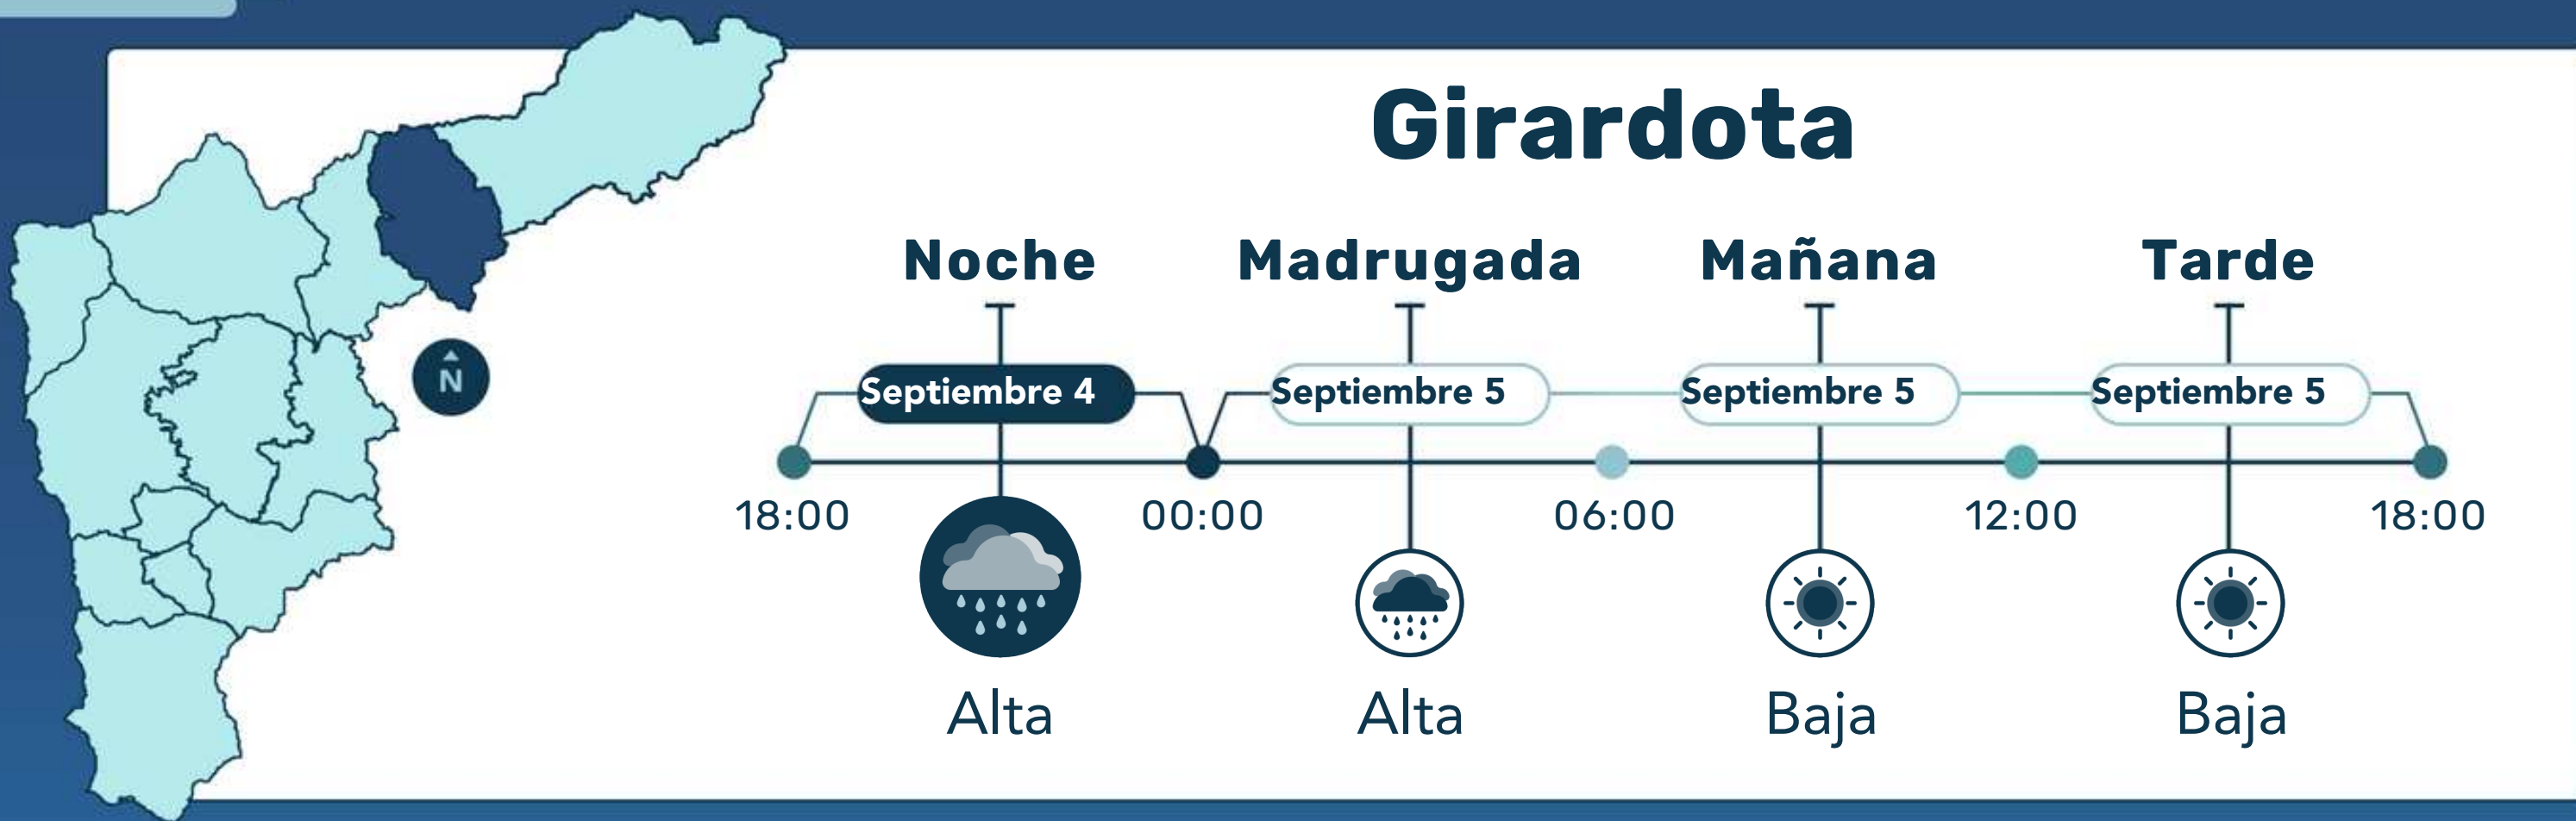 Girardota
Noche Madrugada Mañana Tarde
Septiembre 4 Septiembre 5 Septiembre 5 Septiembre 5
N
18:00 00:00 06:00 12:00 18:00
Alta Alta Baja Baja